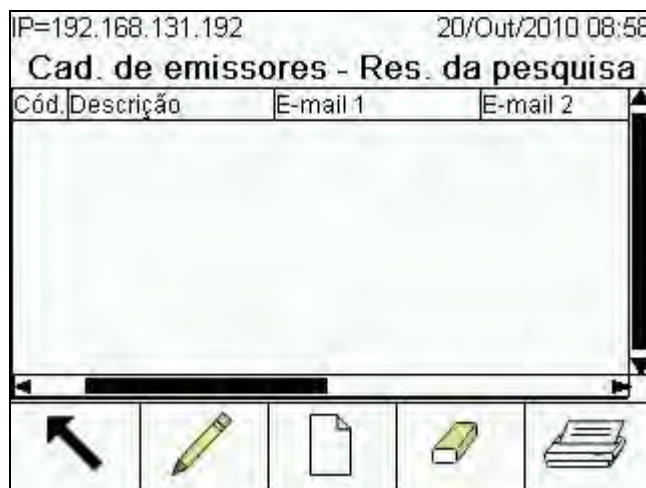 IP=192.168.131.192 20/Out/2010 08:58
Cad. de emissores - Res. da pesquisa
Cód. Descrição E-mail 1 E-mail 2